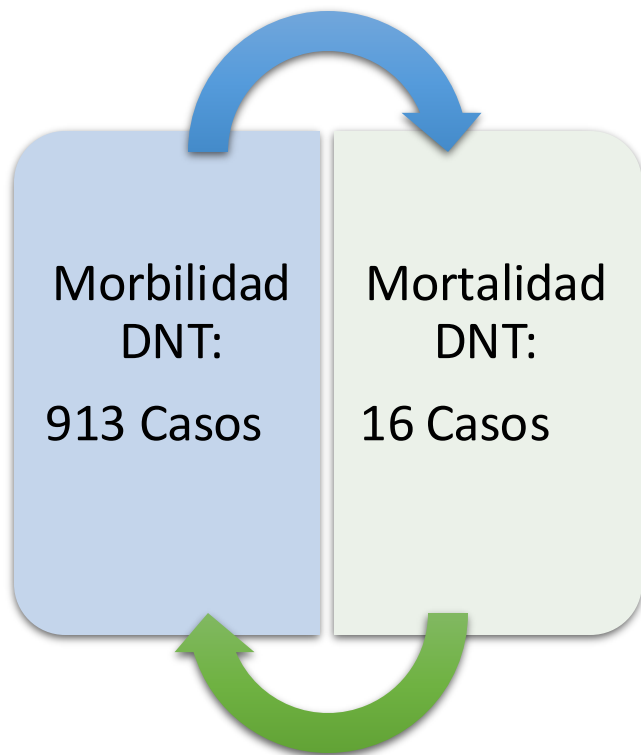 Morbilidad
DNT:
913 Casos
Mortalidad
DNT:
16 Casos